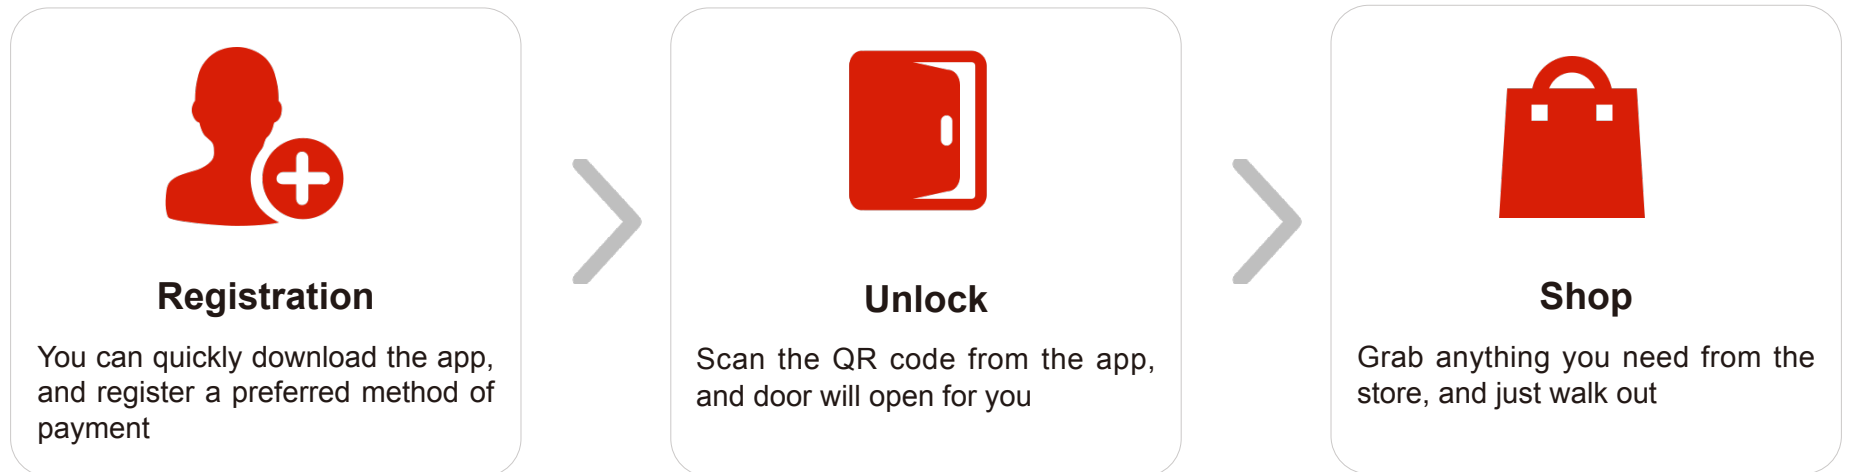 Registration
You can quickly download the app,
and register a preferred method of
payment
Unlock
Scan the QR code from the app,
and door will open for you
Shop
Grab anything you need from the
store, and just walk out